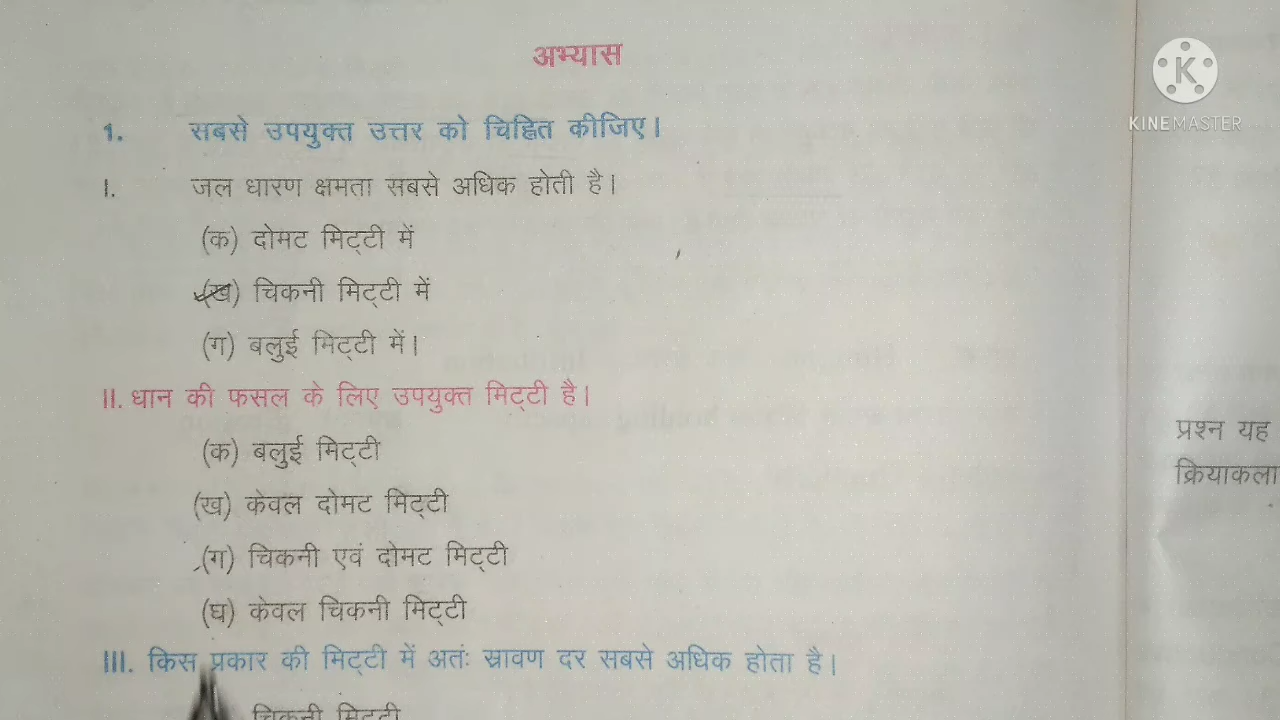 अभ्यास
1. सबसे उपयुक्त उत्तर को चिह्नित कीजिए।
I. जल धारण क्षमता सबसे अधिक होती है।
(क) दोमट मिट्टी में
(ख) चिकनी मिट्टी में
(ग) बलुई मिट्टी में।
II. धान की फसल के लिए उपयुक्त मिट्टी है।
(क) बलुई मिट्टी
(ख) केवल दोमट मिट्टी
(ग) चिकनी एवं दोमट मिट्टी
(घ) केवल चिकनी मिट्टी
III. किस प्रकार की मिट्टी में अतंः स्रावण दर सबसे अधिक होता है।
चिकनी मिट्टी
प्रश्न यह
क्रियाकला
KINEMASTER